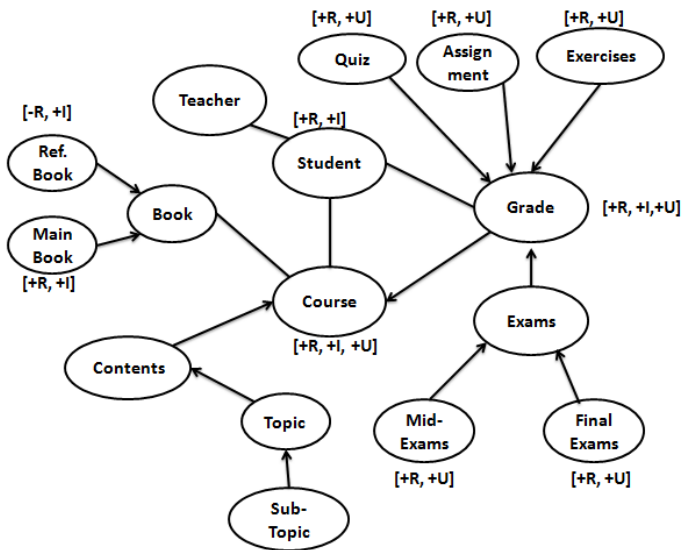 [+R, +U]
[+R, +U]
[+R, +U]
Quiz
Assign
ment
Exercises
Teacher
[-R, +I]
[+R, +I]
Ref.
Book
Student
Book
Grade
[+R, +I,+U]
Main
Book
[+R, +I]
Course
[+R, +I, +U]
Exams
Contents
Topic
Mid-
Exams
Final
Exams
[+R, +U]
[+R, +U]
Sub-
Topic